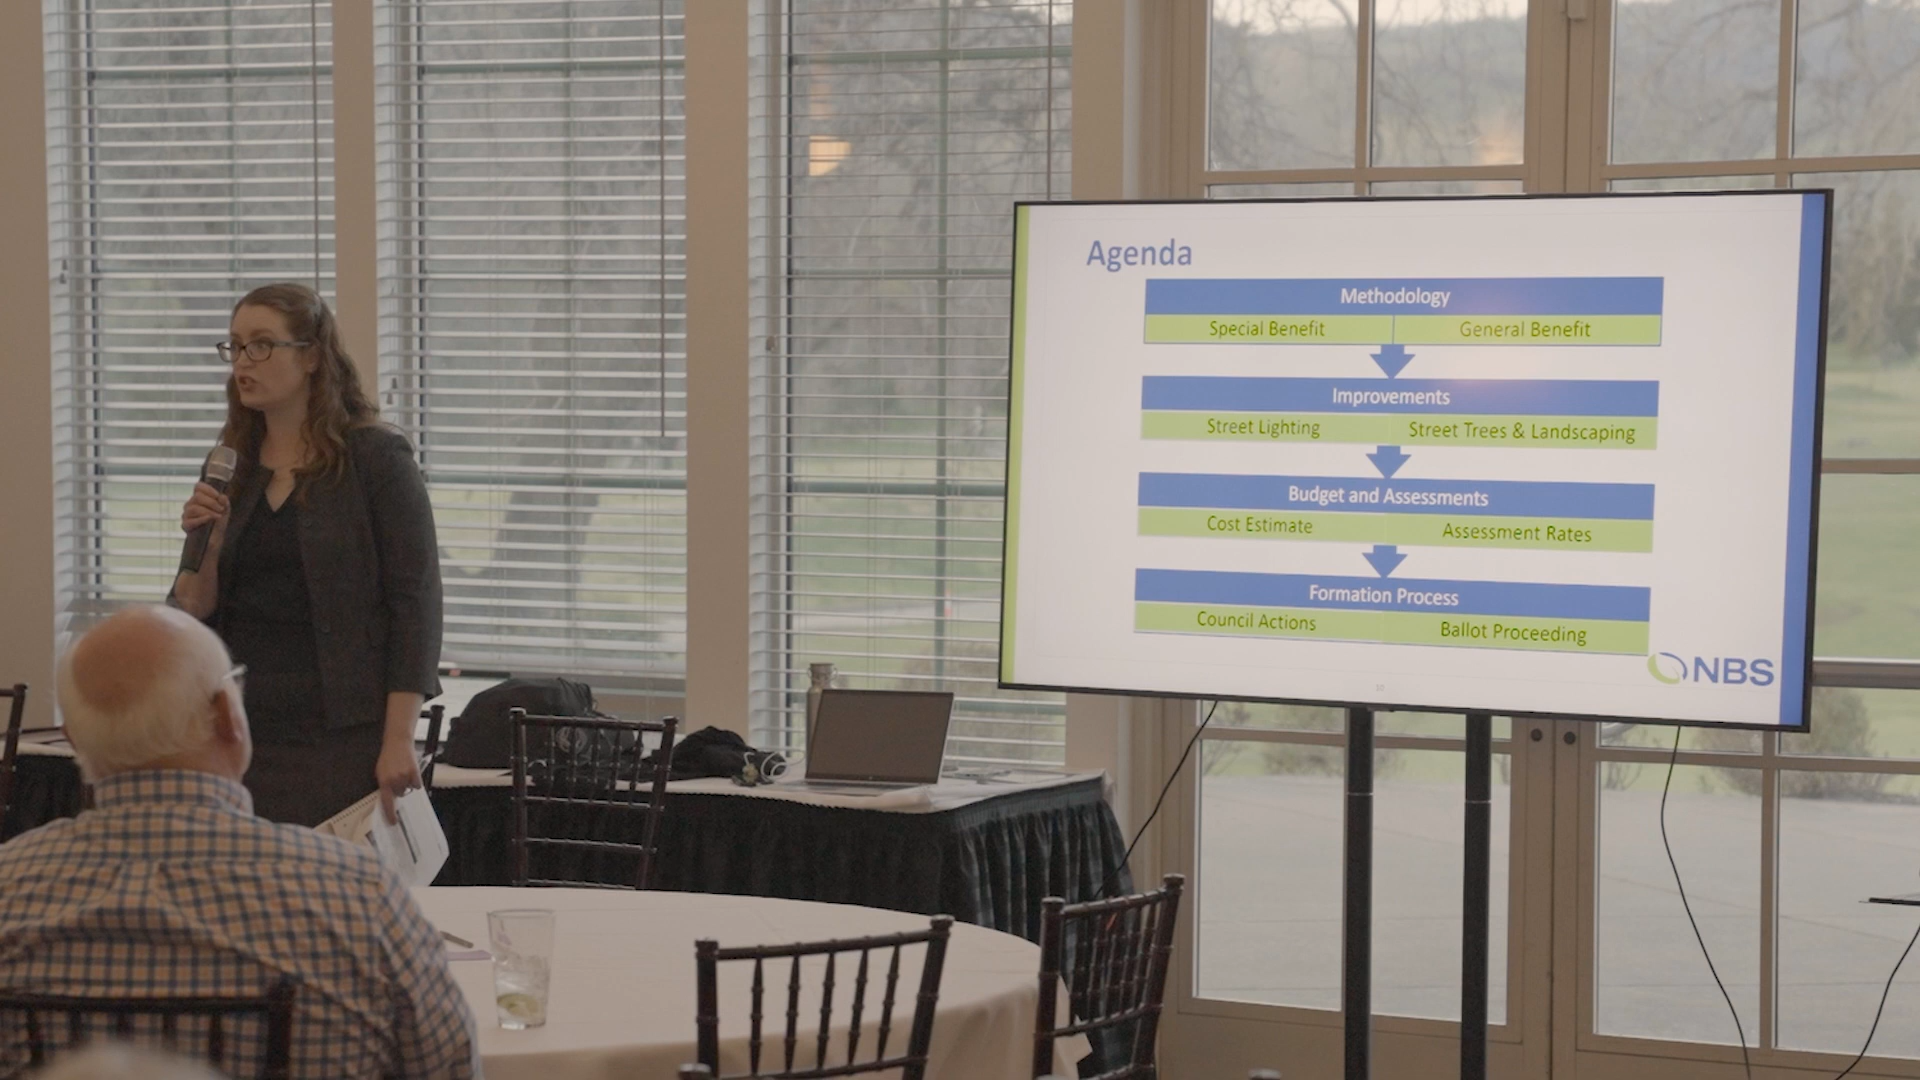 Agenda
Methodology
Special Benefit General Benefit
Improvements
Street Lighting Street Trees & Landscaping
Budget and Assessments
Cost Estimate Assessment Rates
Formation Process
Council Actions Ballot Proceeding
NBS